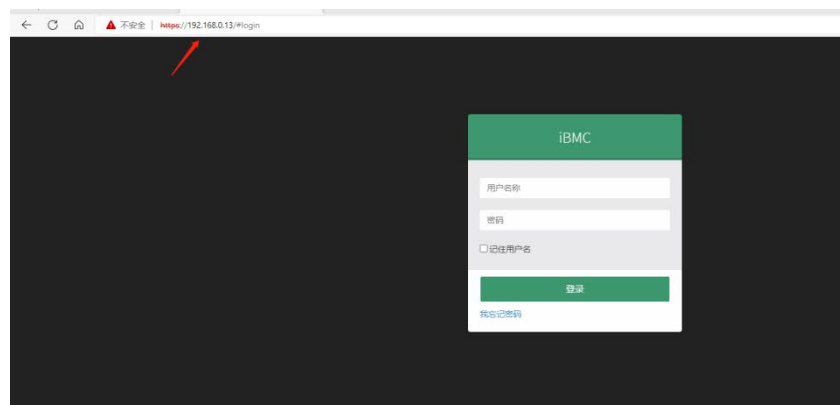 不安全 | https://192.168.0.13/#login
iBMC
用户名称
密码
记住用户名
登录
我忘记密码